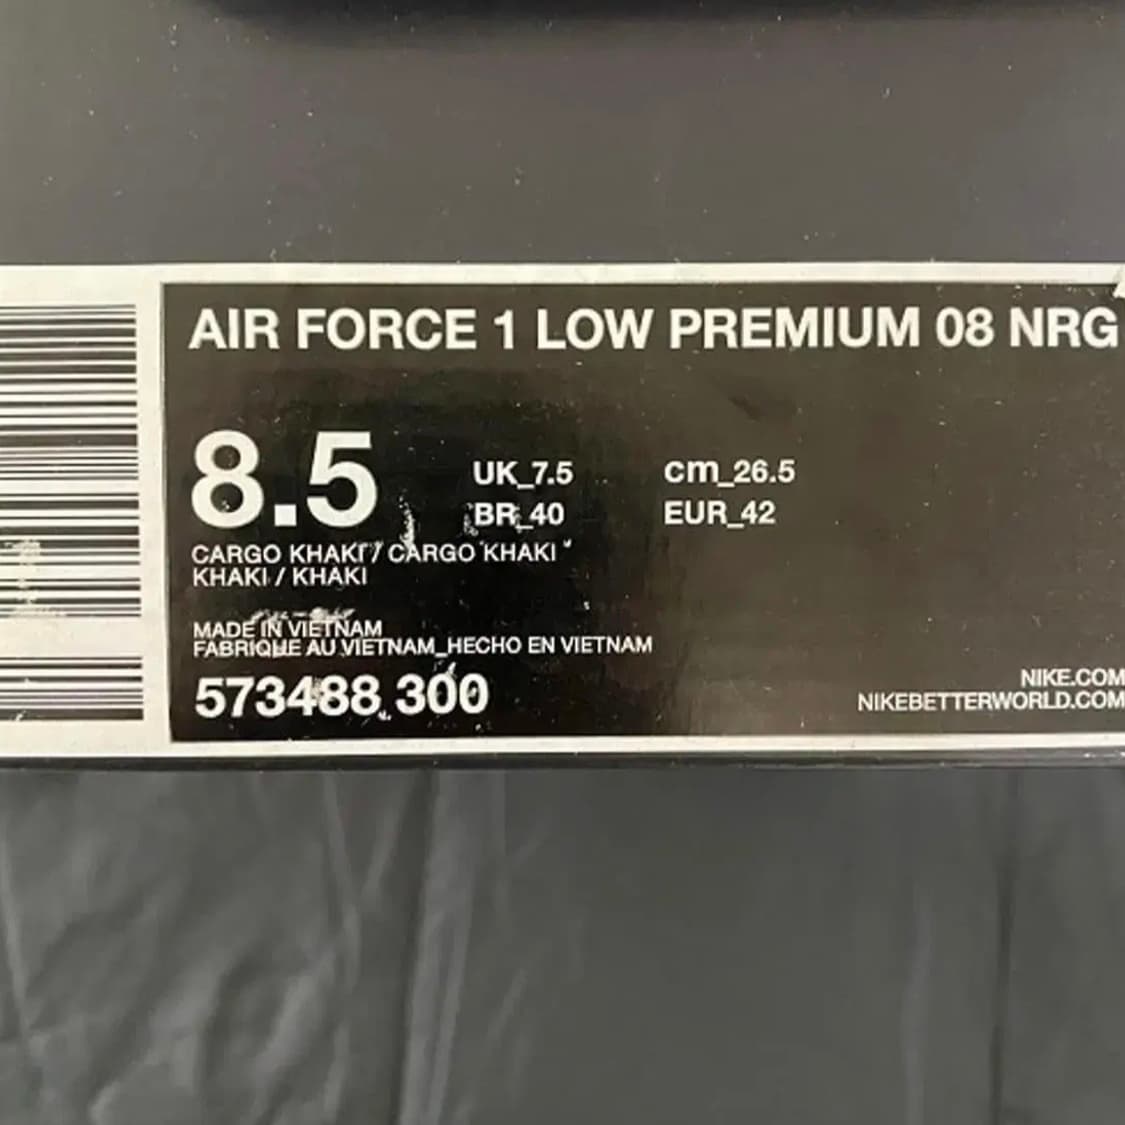 AIR FORCE 1 LOW PREMIUM 08 NRG
8.5
UK_7.5
cm_26.5
BR_40
EUR_42
CARGO KHAKI / CARGO KHAKI
KHAKI / KHAKI
MADE IN VIETNAM
FABRIQUE AU VIETNAM_HECHO EN VIETNAM
573488 300
NIKE.COM
NIKEBETTERWORLD.COM